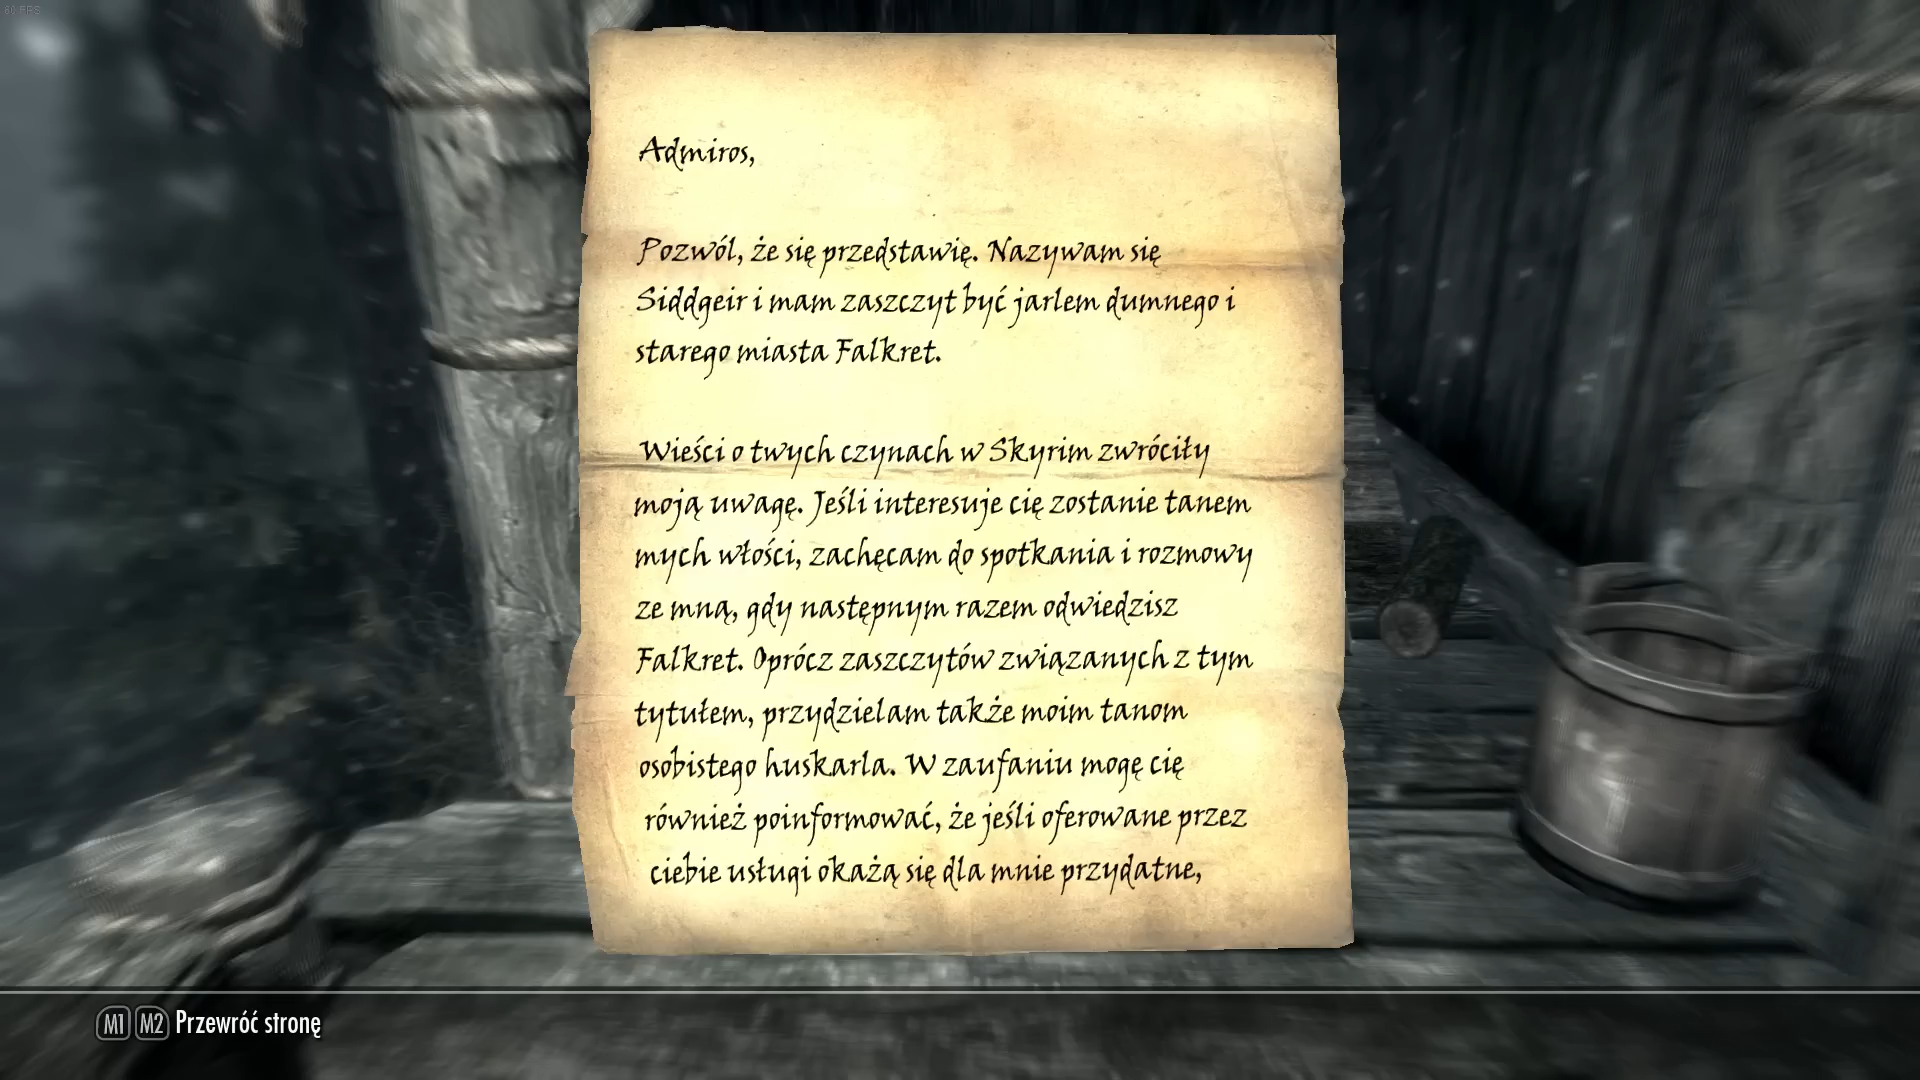 60 FPS
Admiros,
Pozwól, że się przedstawię. Nazywam się
Siddgeir i mam zaszczyt być jarlem dumnego i
starego miasta Falkret.
Wieści o twych czynach w Skyrim zwróciły
moją uwagę. Jeśli interesuje cię zostanie tanem
mych włości, zachęcam do spotkania i rozmowy
ze mną, gdy następnym razem odwiedzisz
Falkret. Oprócz zaszczytów związanych z tym
tytułem, przydzielam także moim tanom
osobistego huskarla. W zaufaniu mogę cię
również poinformować, że jeśli oferowane przez
ciebie usługi okażą się dla mnie przydatne,
M1 M2 Przewróć stronę